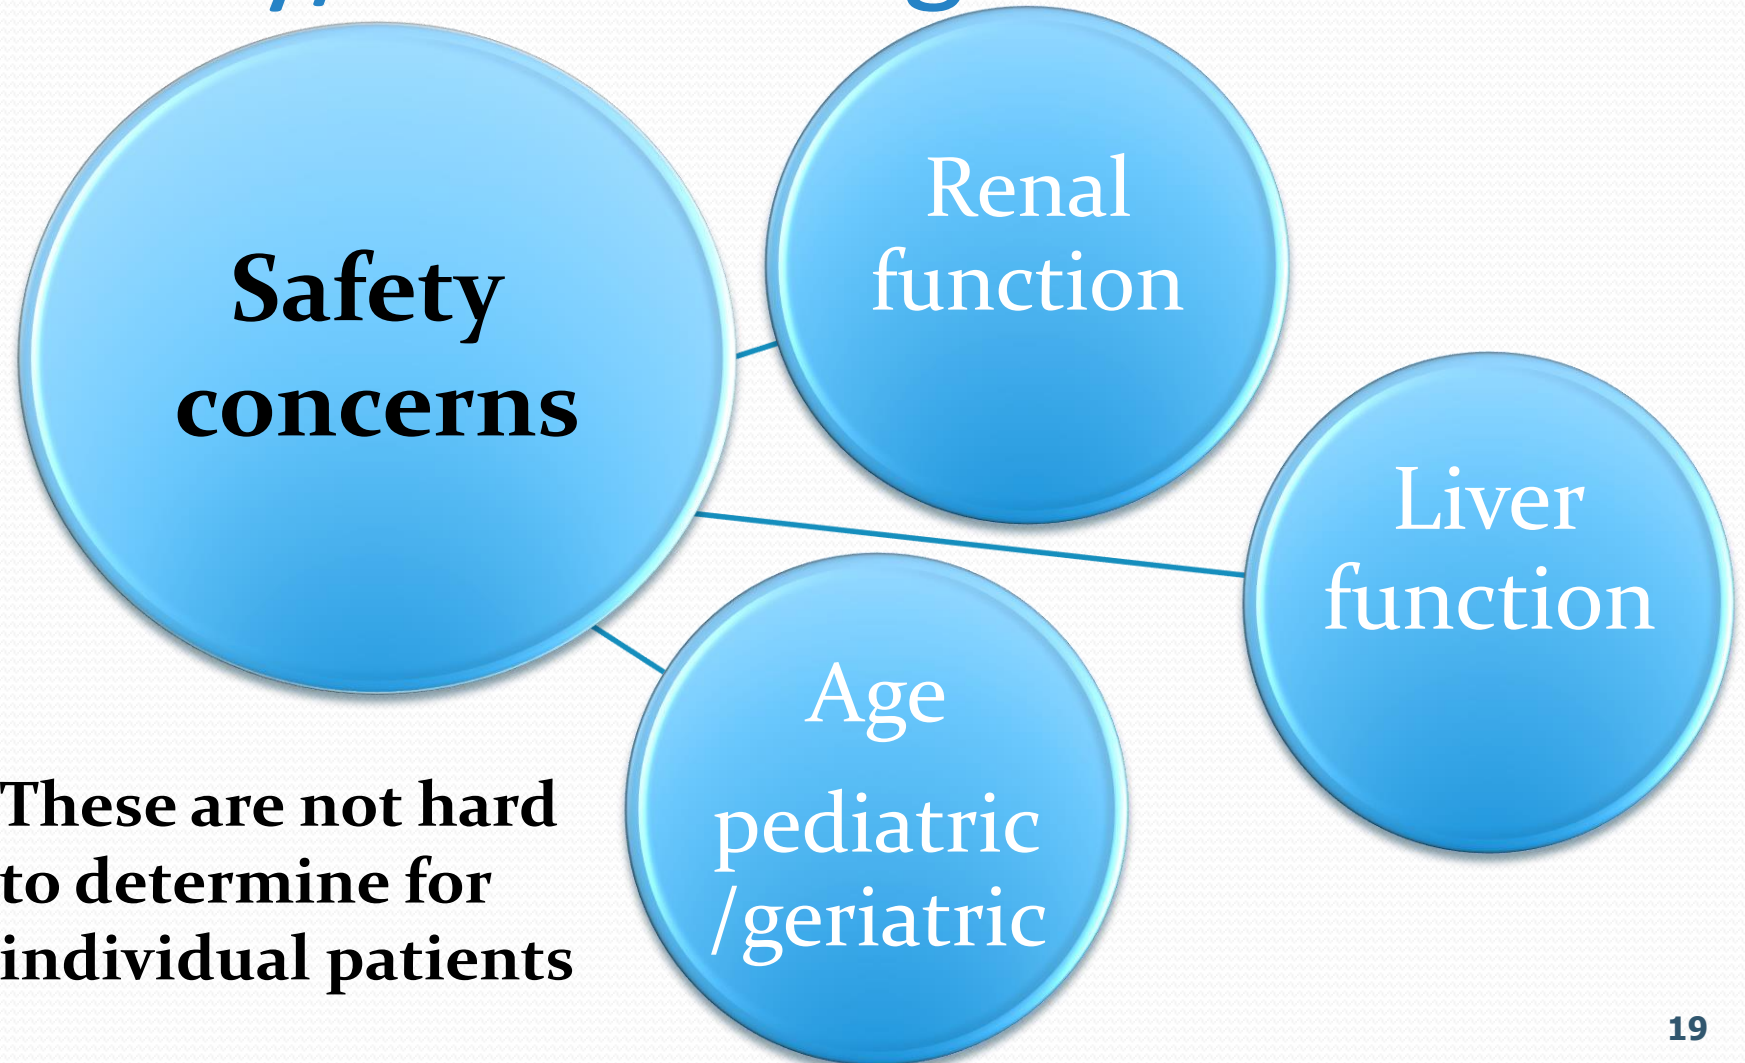 Safety
concerns
Renal
function
Liver
function
Age
pediatric
/geriatric
These are not hard
to determine for
individual patients
19